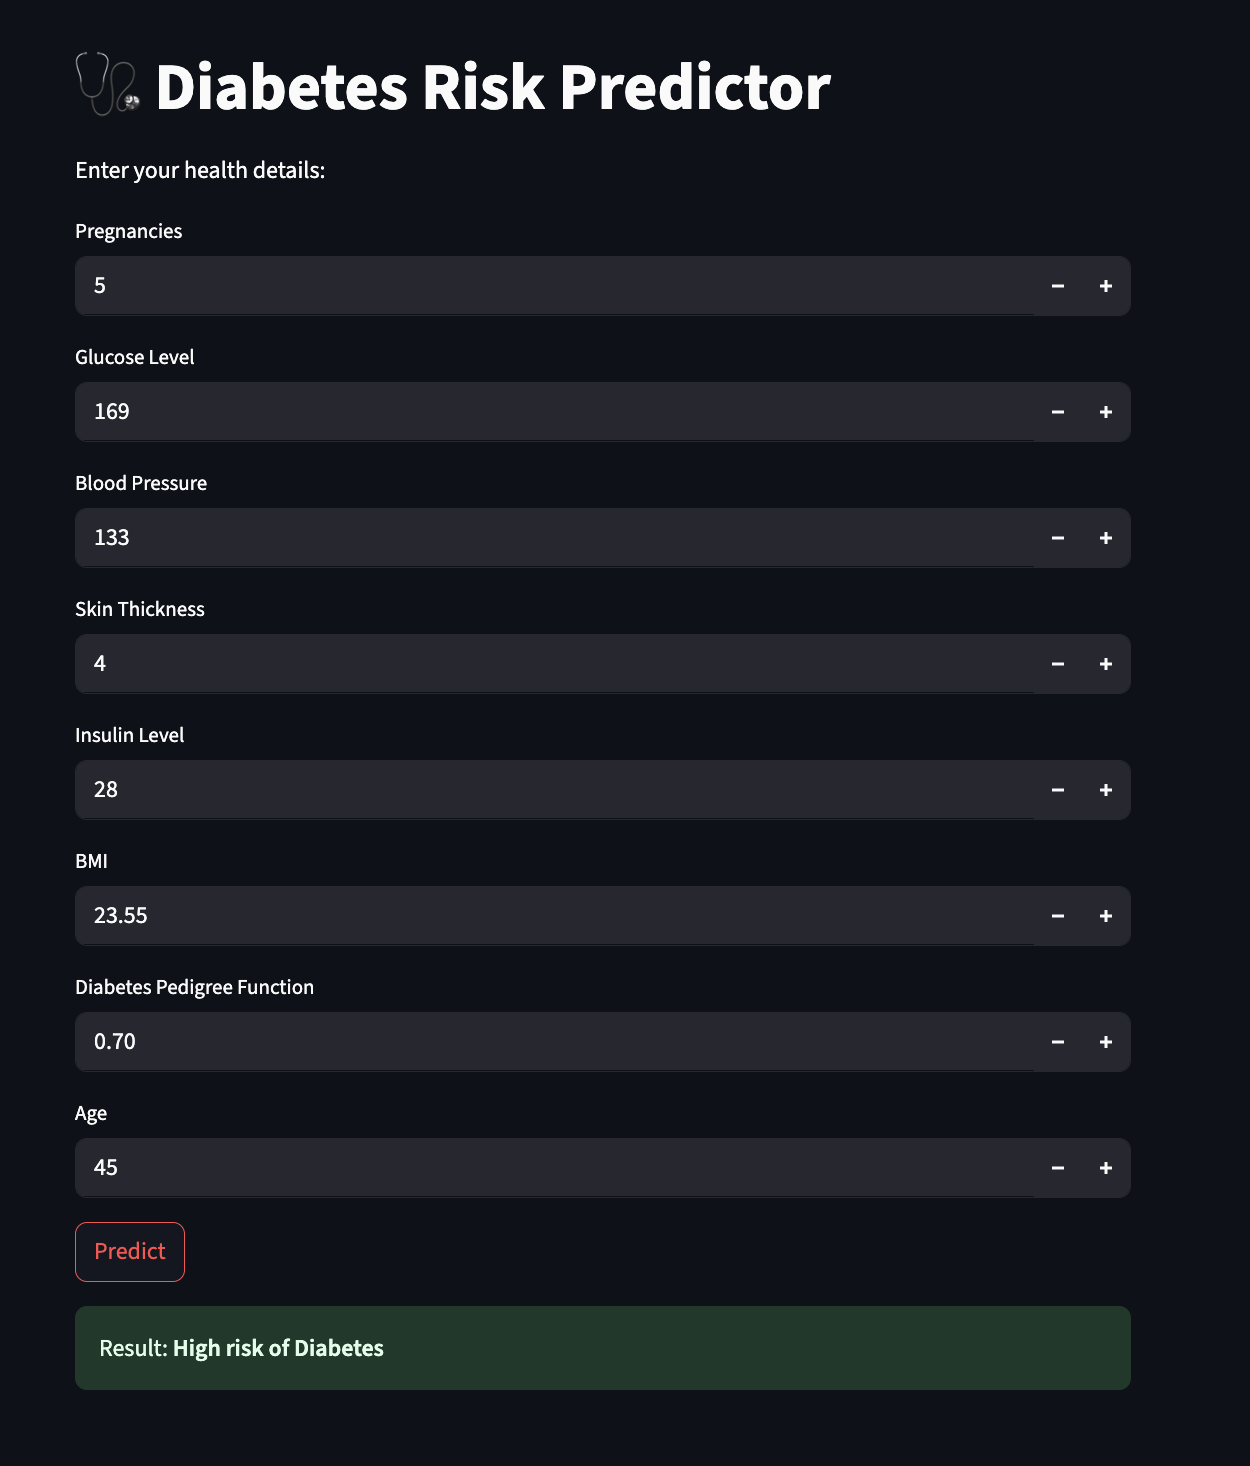 Diabetes Risk Predictor
Enter your health details:
Pregnancies
5
Glucose Level
169
Blood Pressure
133
Skin Thickness
4
Insulin Level
28
BMI
23.55
Diabetes Pedigree Function
0.70
Age
45
Predict
Result: High risk of Diabetes